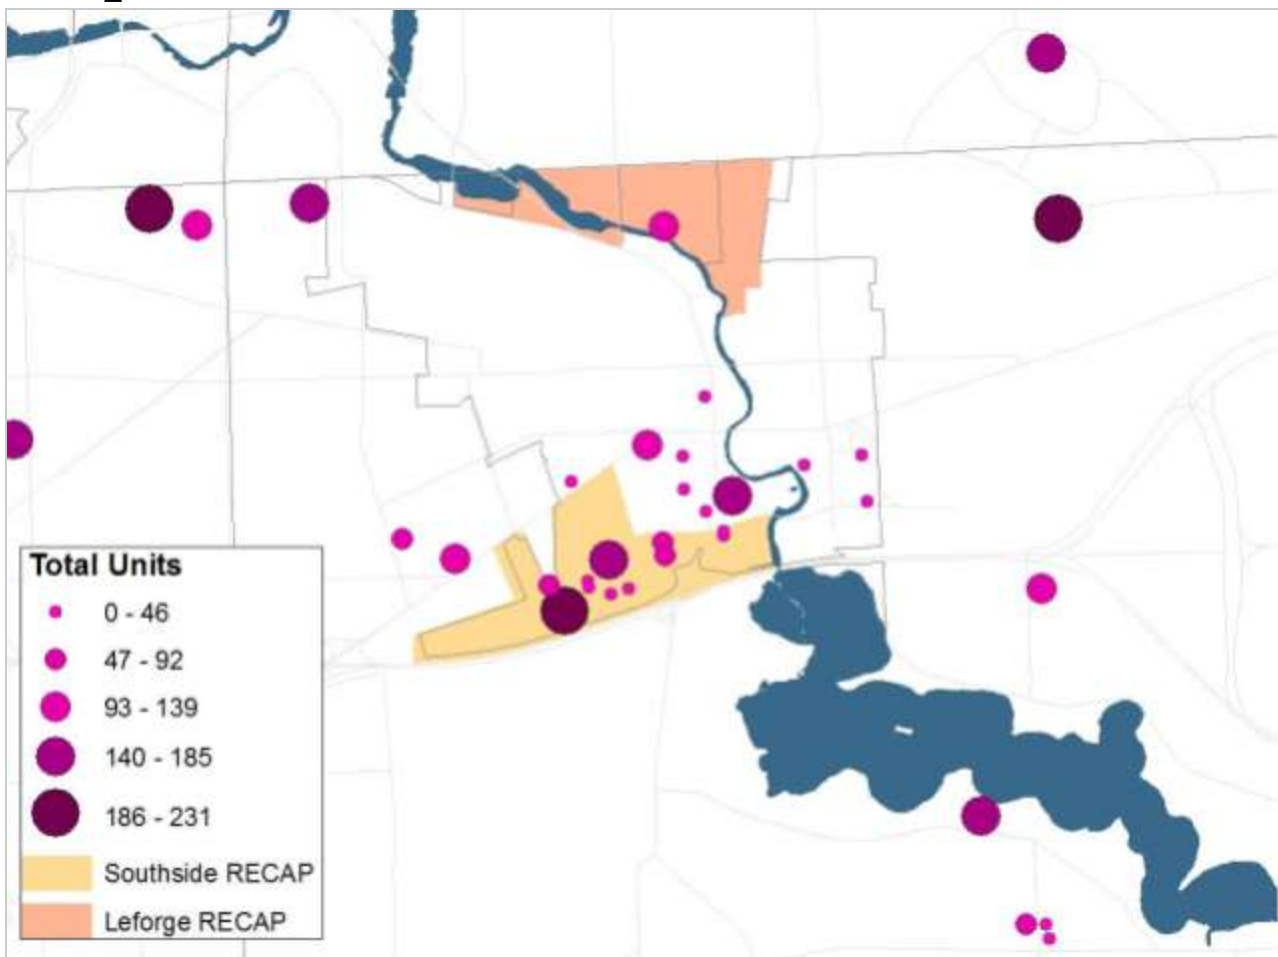 Total Units
0 - 46
47 - 92
93 - 139
140 - 185
186 - 231
Southside RECAP
Leforge RECAP